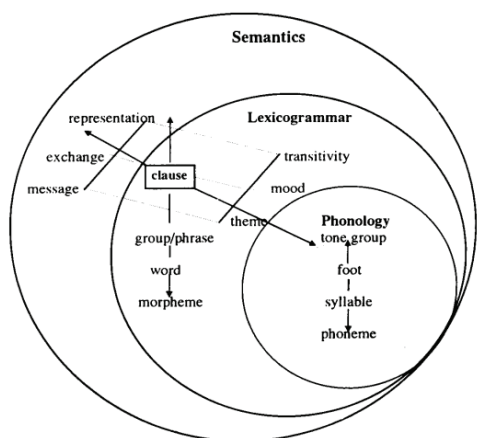 Semantics
representation
Lexicogrammar
exchange
transitivity
clause
message
mood
theme
Phonology
tone group
group/phrase
foot
word
syllable
morpheme
phoneme